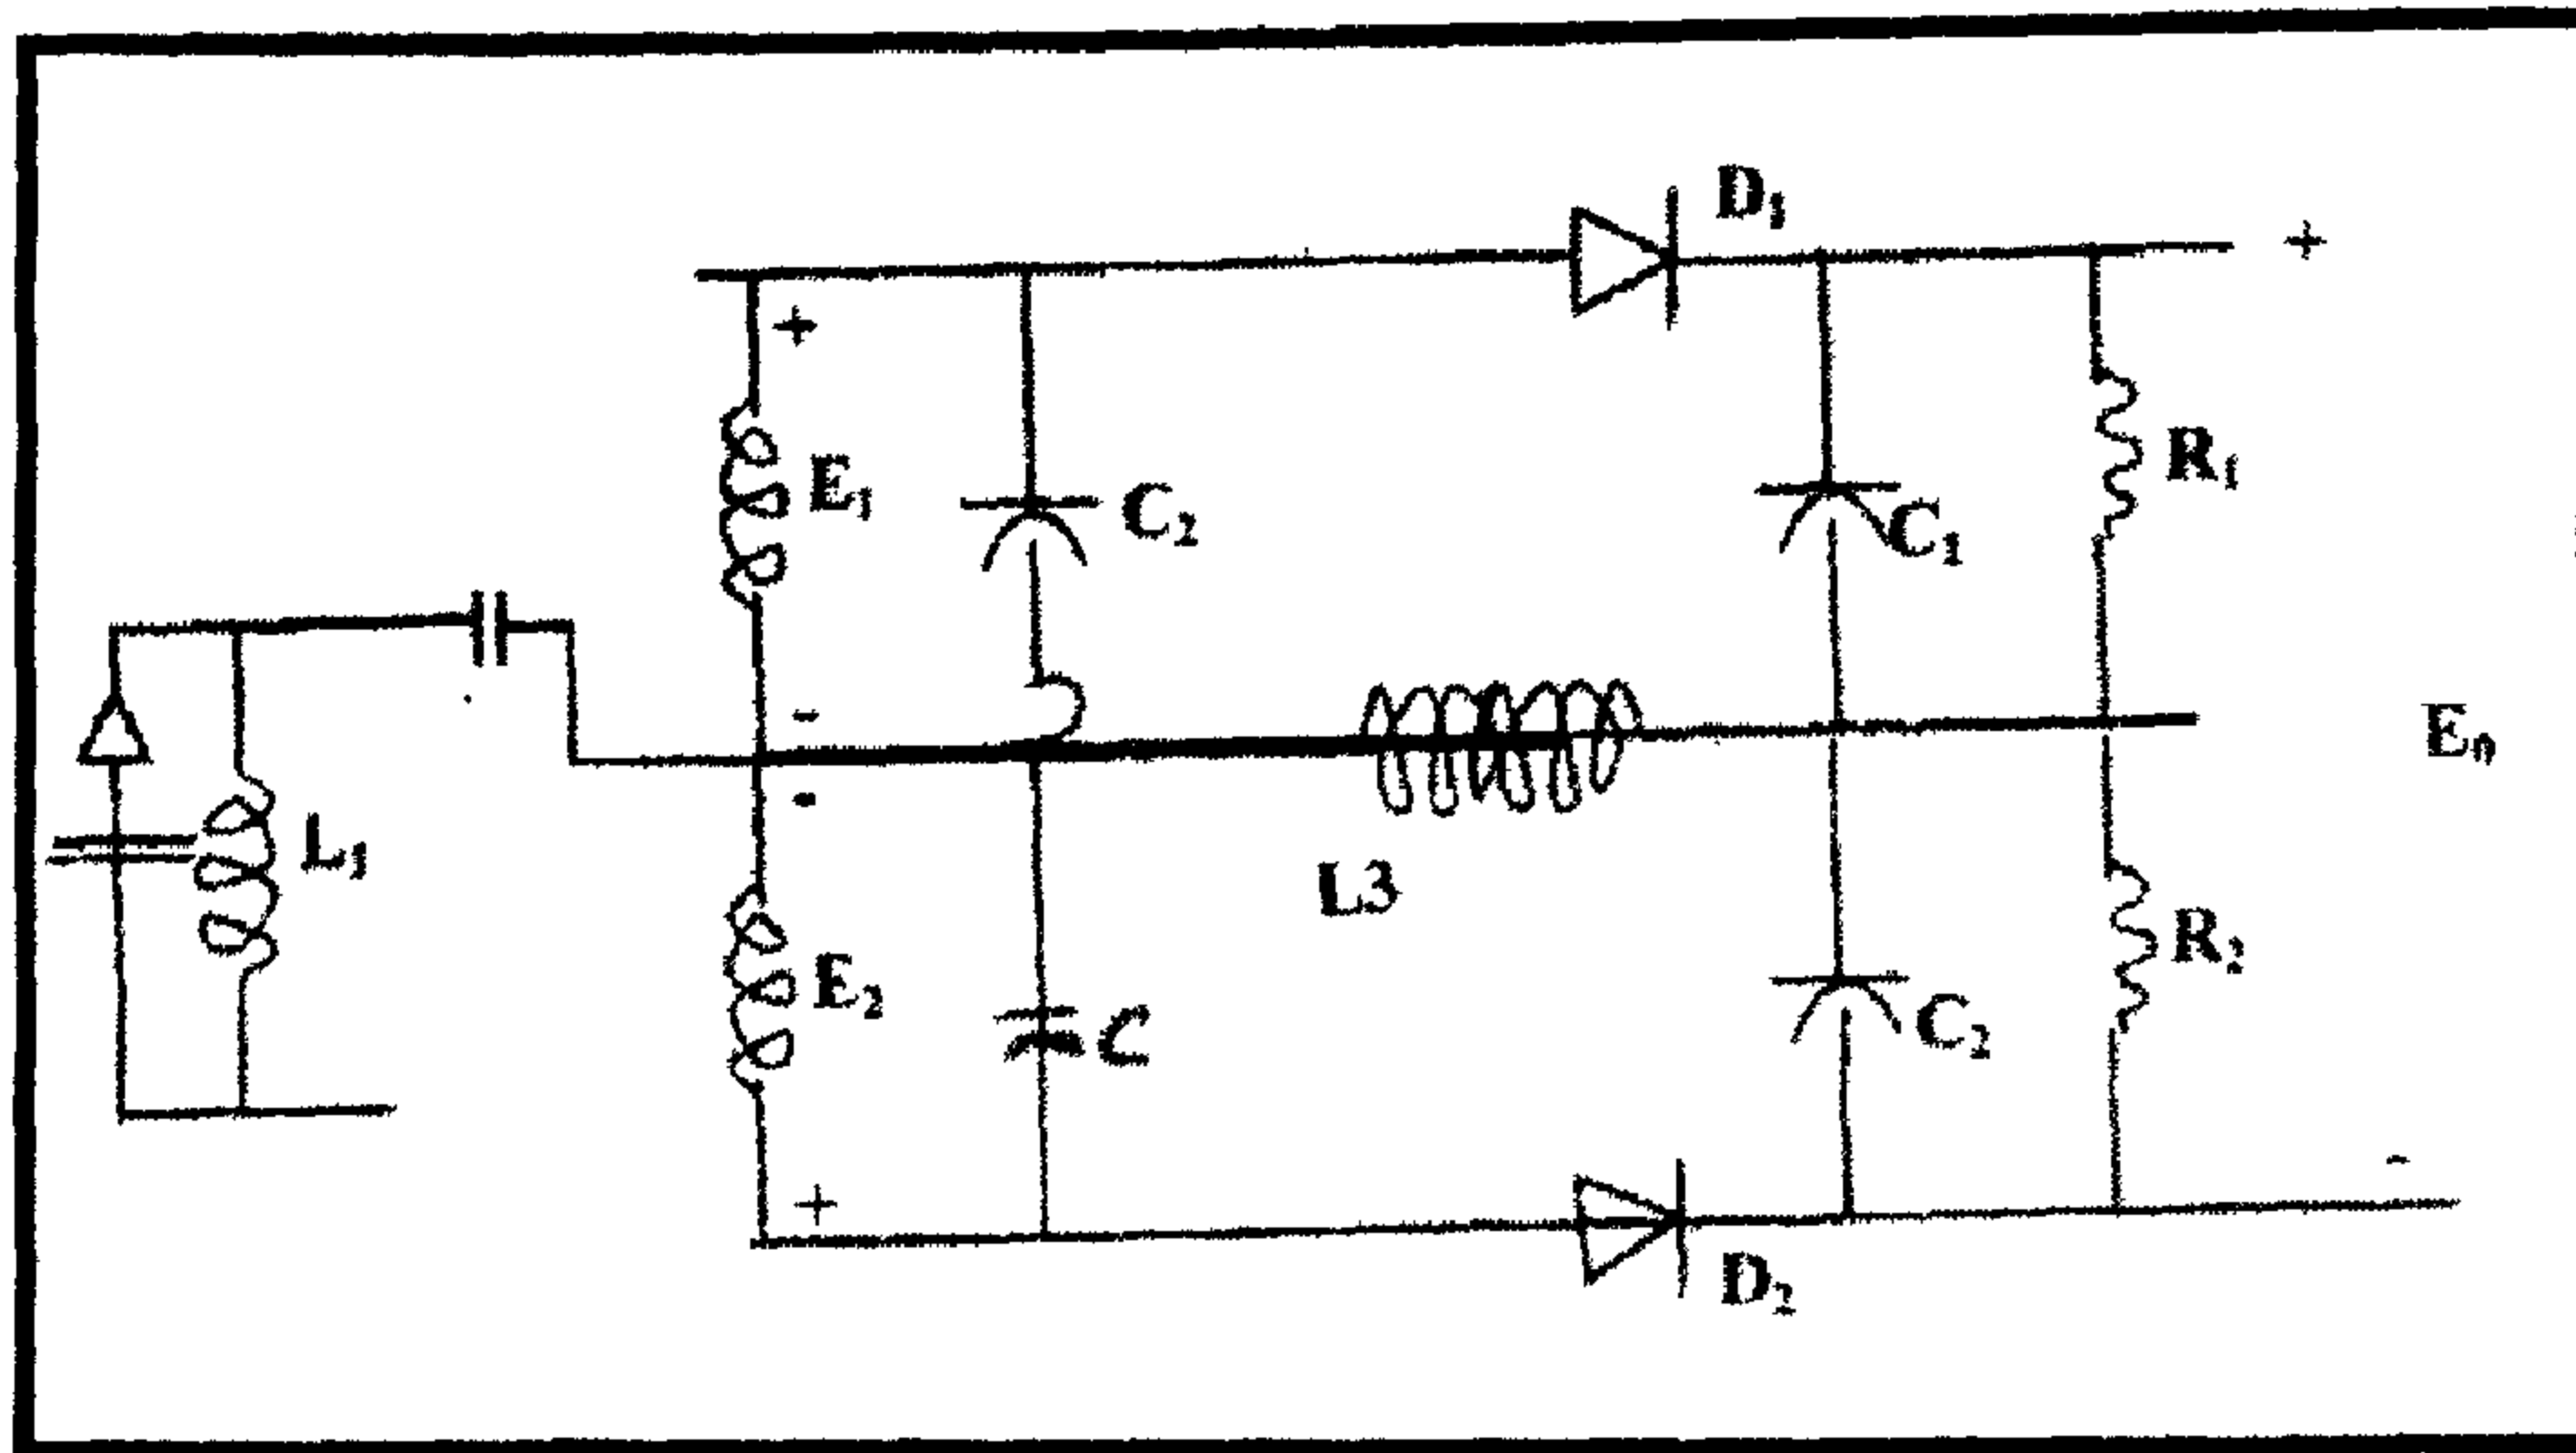 D₁
+
+
E₁
C₂
C₁
R₁
-
E₀
-
L₁
L3
E₂
C
C₂
R₂
+
-
D₂